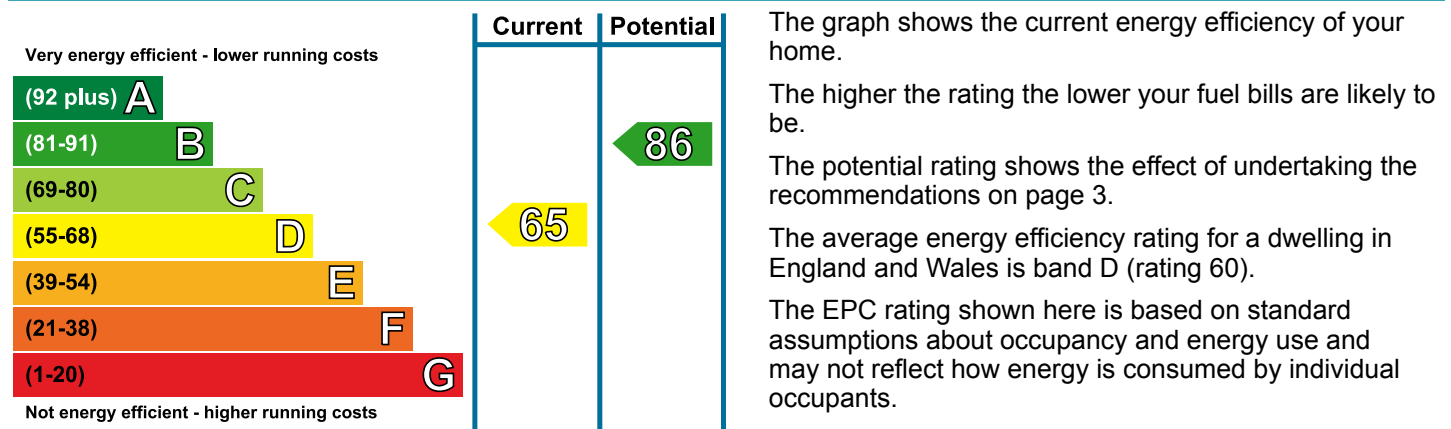 Current Potential
Very energy efficient - lower running costs
(92 plus) A
(81-91) B
86
(69-80) C
(55-68) D
65
(39-54) E
(21-38) F
(1-20) G
Not energy efficient - higher running costs
The graph shows the current energy efficiency of your
home.
The higher the rating the lower your fuel bills are likely to
be.
The potential rating shows the effect of undertaking the
recommendations on page 3.
The average energy efficiency rating for a dwelling in
England and Wales is band D (rating 60).
The EPC rating shown here is based on standard
assumptions about occupancy and energy use and
may not reflect how energy is consumed by individual
occupants.